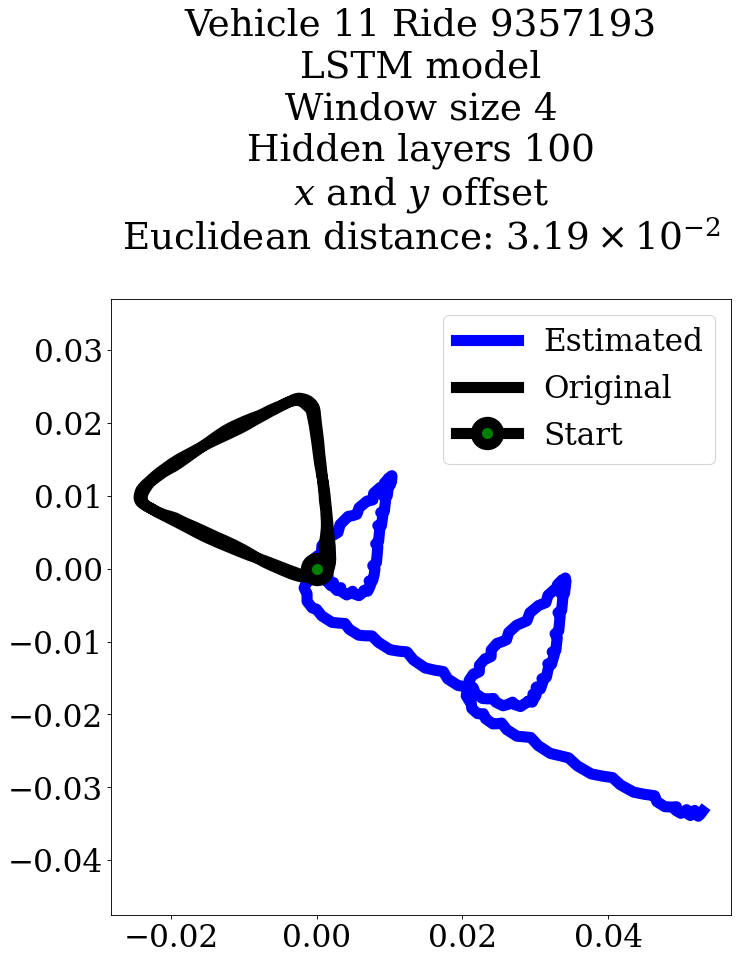 Vehicle 11 Ride 9357193
LSTM model
Window size 4
Hidden layers 100
x and y offset
Euclidean distance: 3.19 × 10⁻²
Estimated
Original
Start
0.03
0.02
0.01
0.00
−0.01
−0.02
−0.03
−0.04
−0.02 0.00 0.02 0.04